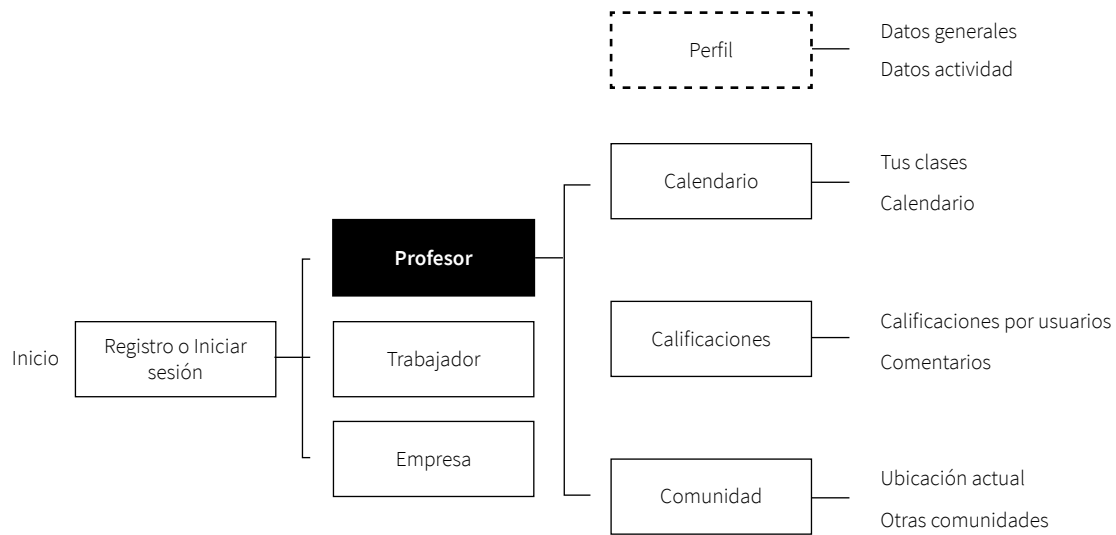 Inicio
Registro o Iniciar
sesión
Profesor
Trabajador
Empresa
Perfil
Datos generales
Datos actividad
Calendario
Tus clases
Calendario
Calificaciones
Calificaciones por usuarios
Comentarios
Comunidad
Ubicación actual
Otras comunidades